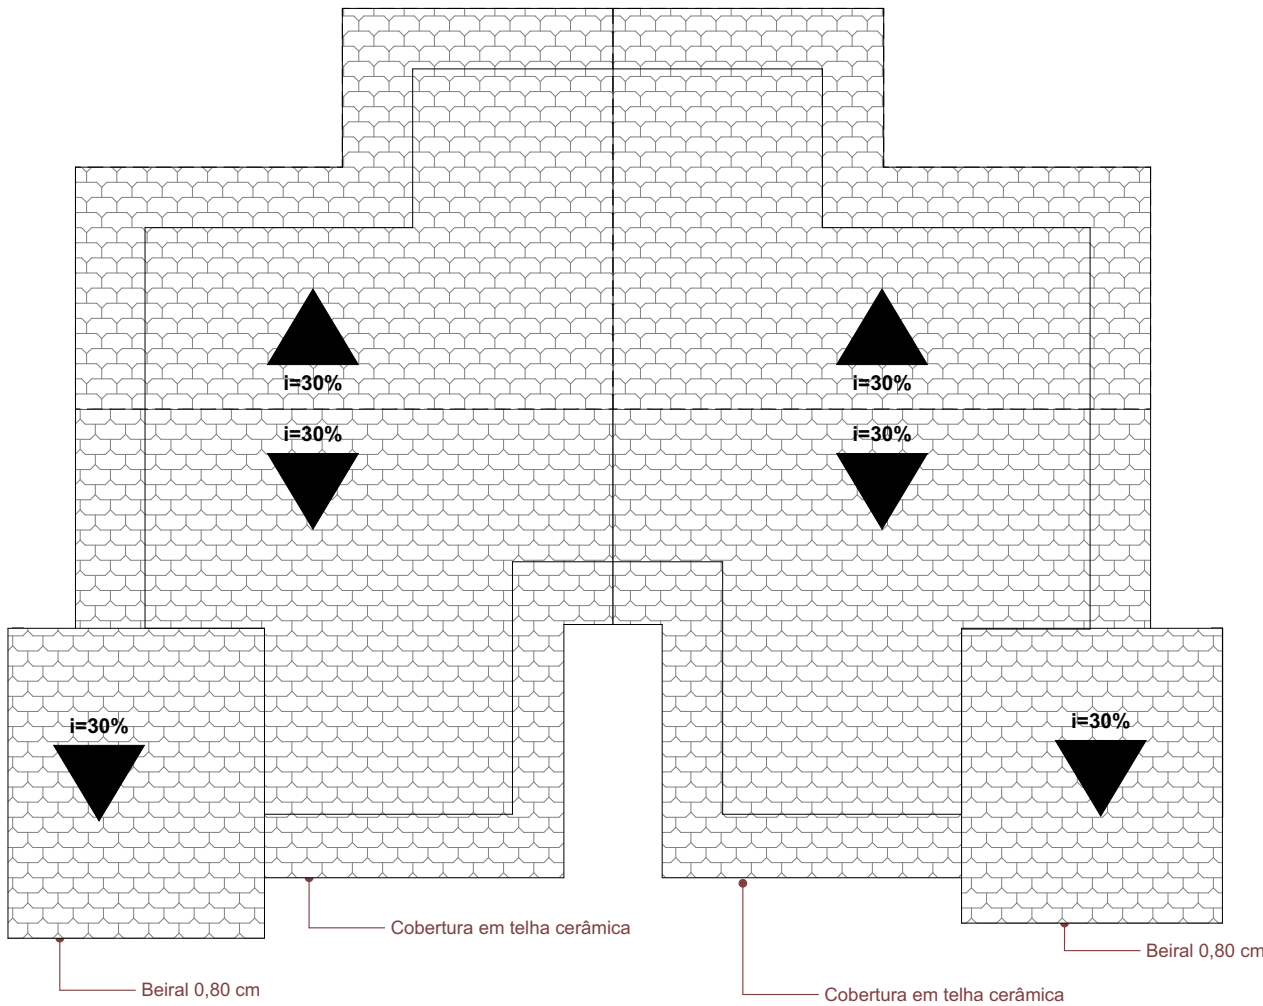 i=30%
i=30%
i=30%
i=30%
i=30%
i=30%
Cobertura em telha cerâmica
Beiral 0,80 cm
Beiral 0,80 cm
Cobertura em telha cerâmica